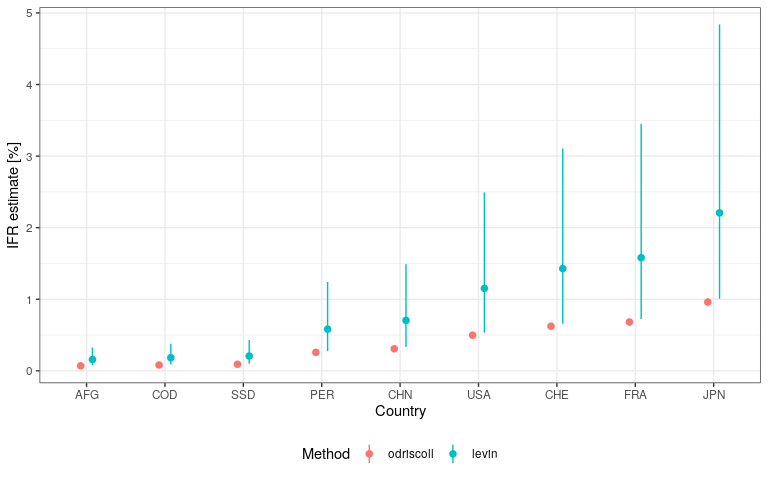 5
4
3
2
1
0
IFR estimate [%]
AFG COD SSD PER CHN USA CHE FRA JPN
Country
Method odriscoll levin